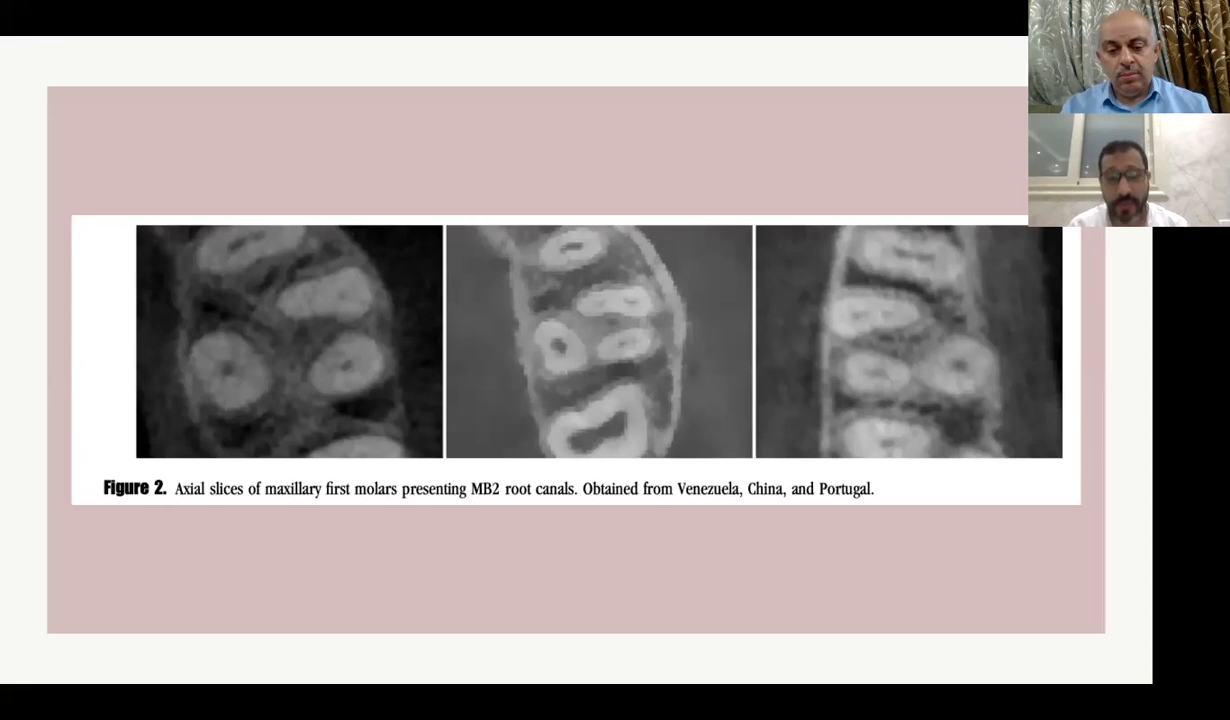 Figure 2. Axial slices of maxillary first molars presenting MB2 root canals. Obtained from Venezuela, China, and Portugal.